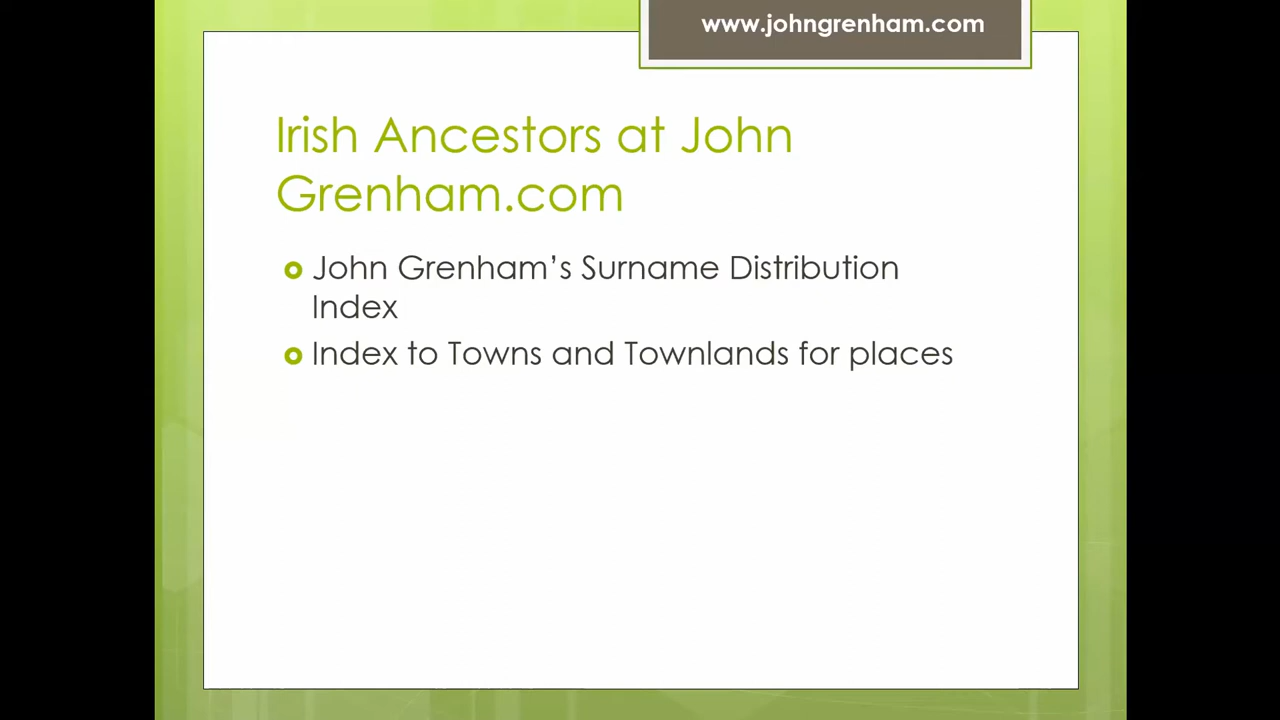 www.johngrenham.com
Irish Ancestors at John
Grenham.com
John Grenham’s Surname Distribution
Index
Index to Towns and Townlands for places